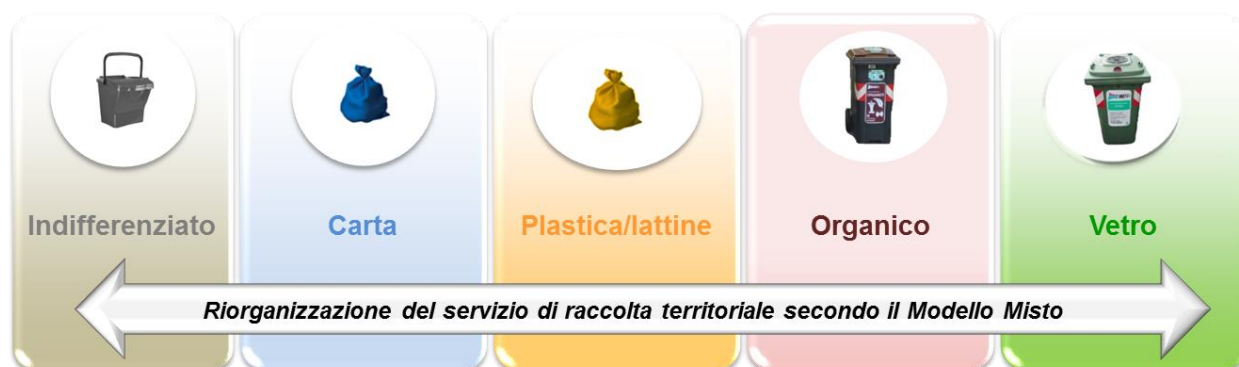 Indifferenziato
Carta
Plastica/lattine
Organico
Vetro
Riorganizzazione del servizio di raccolta territoriale secondo il Modello Misto